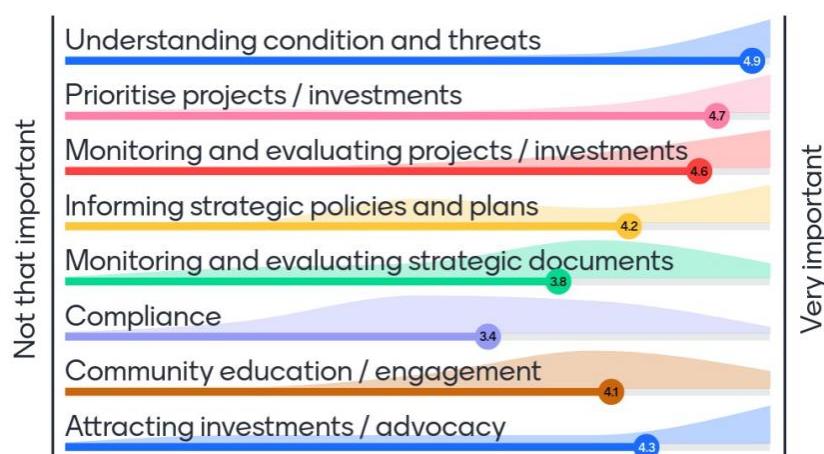 Understanding condition and threats
4.9
Prioritise projects / investments
4.7
Monitoring and evaluating projects / investments
4.6
Informing strategic policies and plans
4.2
Monitoring and evaluating strategic documents
3.8
Compliance
3.4
Community education / engagement
4.1
Attracting investments / advocacy
4.3
Not that important
Very important